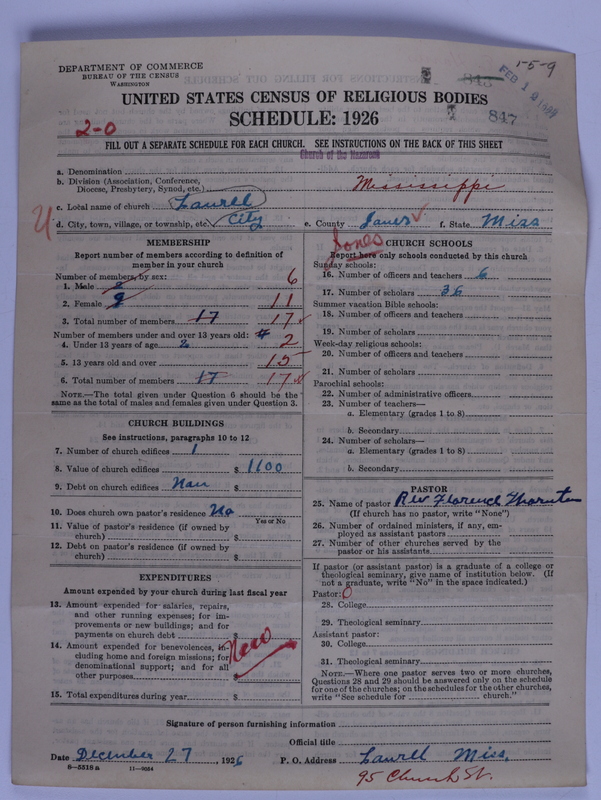 DEPARTMENT OF COMMERCE
BUREAU OF THE CENSUS
WASHINGTON
1-5-9
843
FEB 1
847
UNITED STATES CENSUS OF RELIGIOUS BODIES
SCHEDULE: 1926
2-0
FILL OUT A SEPARATE SCHEDULE FOR EACH CHURCH. SEE INSTRUCTIONS ON THE BACK OF THIS SHEET
Church of the Nazarene
a. Denomination
b. Division (Association, Conference, Diocese, Presbytery, Synod, etc.) Mississippi
c. Local name of church Laurell
d. City, town, village, or township, etc. City e. County Janes f. State Miss
Jones
MEMBERSHIP
Report number of members according to definition of
member in your church
Number of members, by sex:
1. Male 6
2. Female 9 11
3. Total number of members 17 17
Number of members under and over 13 years old:
4. Under 13 years of age 2 2
5. 13 years old and over 15
6. Total number of members 17 17
NOTE.—The total given under Question 6 should be the
same as the total of males and females given under Question 3.
CHURCH BUILDINGS
See instructions, paragraphs 10 to 12
7. Number of church edifices 1
8. Value of church edifices $ 1100
9. Debt on church edifices Nan $
10. Does church own pastor's residence? No
Yes or No
11. Value of pastor's residence (if owned by
church) $
12. Debt on pastor's residence (if owned by
church) $
EXPENDITURES
Amount expended by your church during last fiscal year
13. Amount expended for salaries, repairs,
and other running expenses; for im-
provements or new buildings; and for
payments on church debt $
14. Amount expended for benevolences, in-
cluding home and foreign missions; for
denominational support; and for all
other purposes $
New
15. Total expenditures during year $
CHURCH SCHOOLS
Report here only schools conducted by this church
Sunday schools:
16. Number of officers and teachers 6
17. Number of scholars 36
Summer vacation Bible schools:
18. Number of officers and teachers
19. Number of scholars
Week-day religious schools:
20. Number of officers and teachers
21. Number of scholars
Parochial schools:
22. Number of administrative officers
23. Number of teachers—
a. Elementary (grades 1 to 8)
b. Secondary
24. Number of scholars—
a. Elementary (grades 1 to 8)
b. Secondary
PASTOR
25. Name of pastor Rev Florence Thornton
(If church has no pastor, write "None")
26. Number of ordained ministers, if any, em-
ployed as assistant pastors
27. Number of other churches served by the
pastor or his assistants
If pastor (or assistant pastor) is a graduate of a college or
theological seminary, give name of institution below. (If
not a graduate, write "No" in the space indicated.)
Pastor: 0
28. College
29. Theological seminary
Assistant pastor:
30. College
31. Theological seminary
NOTE.—Where one pastor serves two or more churches,
Questions 28 and 29 should be answered only on the schedule
for one of the churches; on the schedules for the other churches,
write "See schedule for church."
Signature of person furnishing information
Official title
Date December 27 1926 P. O. Address Laurell Miss.
8—5518a 11—9034
95 Church St.